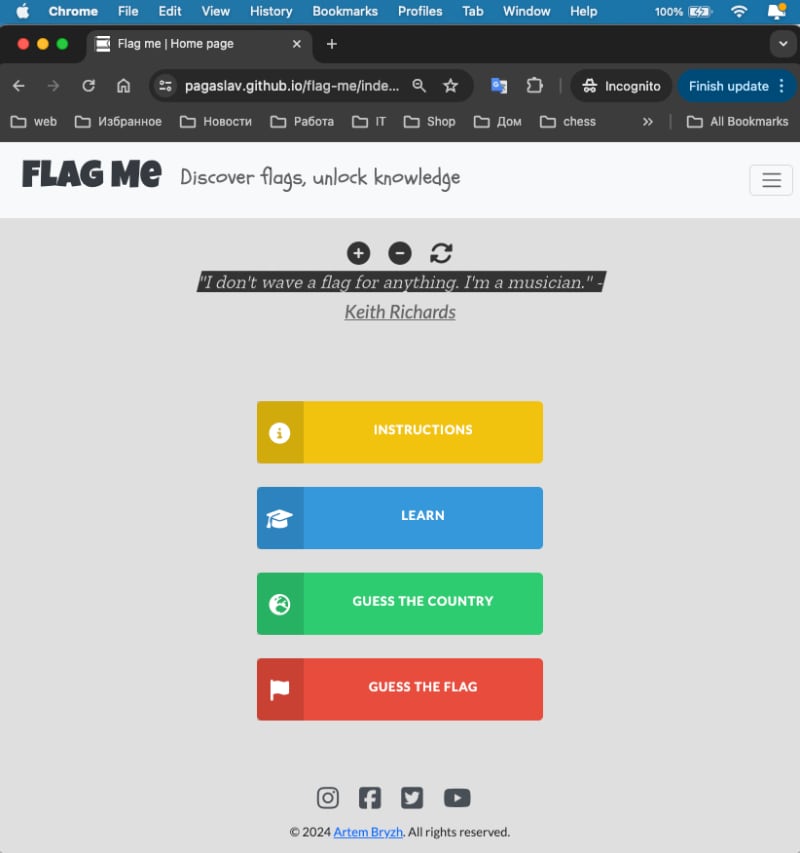 Chrome File Edit View History Bookmarks Profiles Tab Window Help 100%
Flag me | Home page
pagaslav.github.io/flag-me/inde... Incognito Finish update
web Избранное Новости Работа IT Shop Дом chess » All Bookmarks
FLAG Me Discover flags, unlock knowledge
"I don't wave a flag for anything. I'm a musician." -
Keith Richards
INSTRUCTIONS
LEARN
GUESS THE COUNTRY
GUESS THE FLAG
© 2024 Artem Bryzh. All rights reserved.